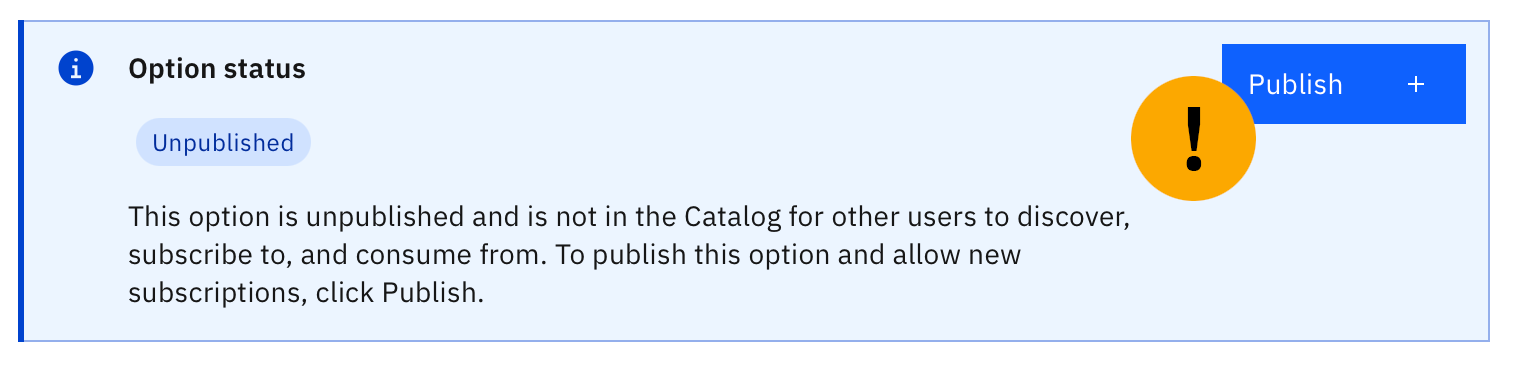 Option status
Publish +
Unpublished
!
This option is unpublished and is not in the Catalog for other users to discover,
subscribe to, and consume from. To publish this option and allow new
subscriptions, click Publish.